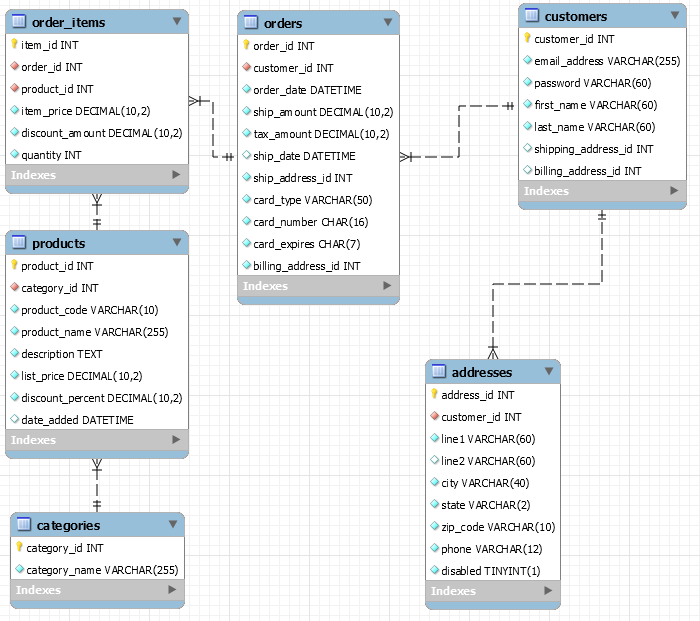 order_items
item_id INT
order_id INT
product_id INT
item_price DECIMAL(10,2)
discount_amount DECIMAL(10,2)
quantity INT
Indexes
orders
order_id INT
customer_id INT
order_date DATETIME
ship_amount DECIMAL(10,2)
tax_amount DECIMAL(10,2)
ship_date DATETIME
ship_address_id INT
card_type VARCHAR(50)
card_number CHAR(16)
card_expires CHAR(7)
billing_address_id INT
Indexes
customers
customer_id INT
email_address VARCHAR(255)
password VARCHAR(60)
first_name VARCHAR(60)
last_name VARCHAR(60)
shipping_address_id INT
billing_address_id INT
Indexes
products
product_id INT
category_id INT
product_code VARCHAR(10)
product_name VARCHAR(255)
description TEXT
list_price DECIMAL(10,2)
discount_percent DECIMAL(10,2)
date_added DATETIME
Indexes
addresses
address_id INT
customer_id INT
line1 VARCHAR(60)
line2 VARCHAR(60)
city VARCHAR(40)
state VARCHAR(2)
zip_code VARCHAR(10)
phone VARCHAR(12)
disabled TINYINT(1)
Indexes
categories
category_id INT
category_name VARCHAR(255)
Indexes